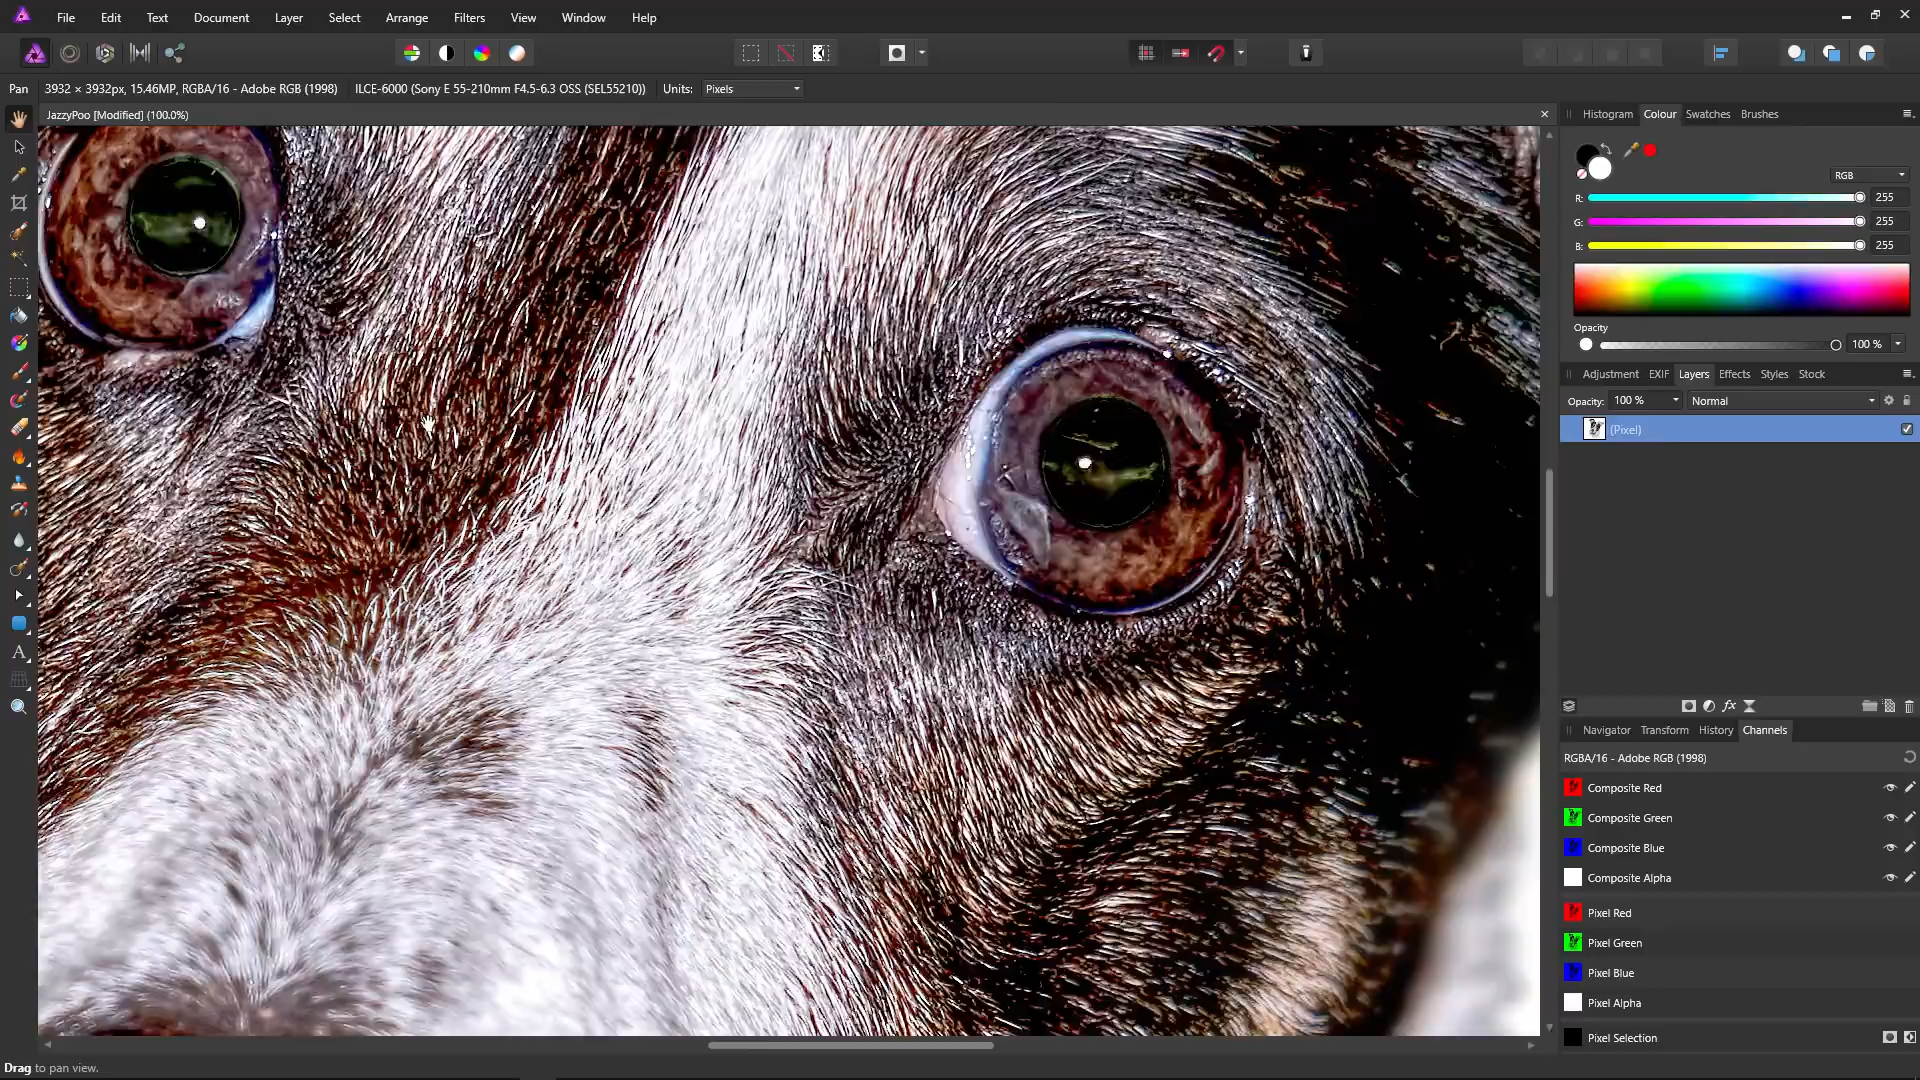 File Edit Text Document Layer Select Arrange Filters View Window Help
Pan 3932 × 3932px, 15.46MP, RGBA/16 - Adobe RGB (1998) ILCE-6000 (Sony E 55-210mm F4.5-6.3 OSS (SEL55210)) Units: Pixels
JazzyPoo [Modified] (100.0%)
Histogram Colour Swatches Brushes
RGB
R: 255
G: 255
B: 255
Opacity
100 %
Adjustment EXIF Layers Effects Styles Stock
Opacity: 100 % Normal
(Pixel)
fx
Navigator Transform History Channels
RGBA/16 - Adobe RGB (1998)
Composite Red
Composite Green
Composite Blue
Composite Alpha
Pixel Red
Pixel Green
Pixel Blue
Pixel Alpha
Pixel Selection
A
Drag to pan view.